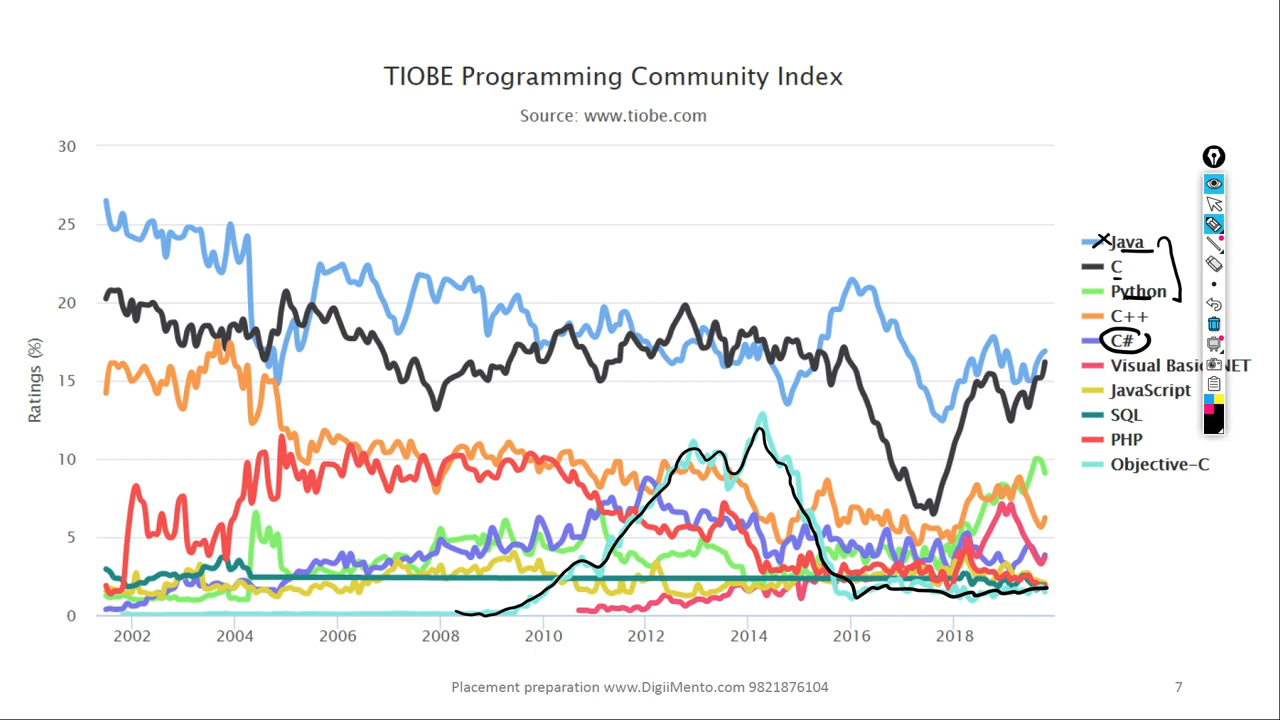 TIOBE Programming Community Index
Source: www.tiobe.com
Ratings (%)
30
25
20
15
10
5
0
2002 2004 2006 2008 2010 2012 2014 2016 2018
Java
C
Python
C++
C#
Visual Basic .NET
JavaScript
SQL
PHP
Objective-C
Placement preparation www.DigiiMento.com 9821876104
7